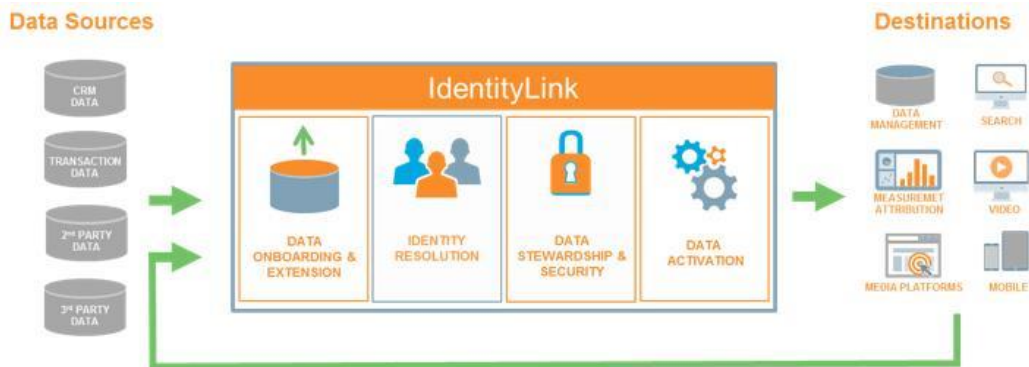 Data Sources
CRM
DATA
TRANSACTION
DATA
2nd PARTY
DATA
3rd PARTY
DATA
IdentityLink
DATA
ONBOARDING &
EXTENSION
IDENTITY
RESOLUTION
DATA
STEWARDSHIP &
SECURITY
DATA
ACTIVATION
Destinations
DATA
MANAGEMENT
SEARCH
MEASUREMET
ATTRIBUTION
VIDEO
MEDIA PLATFORMS
MOBILE